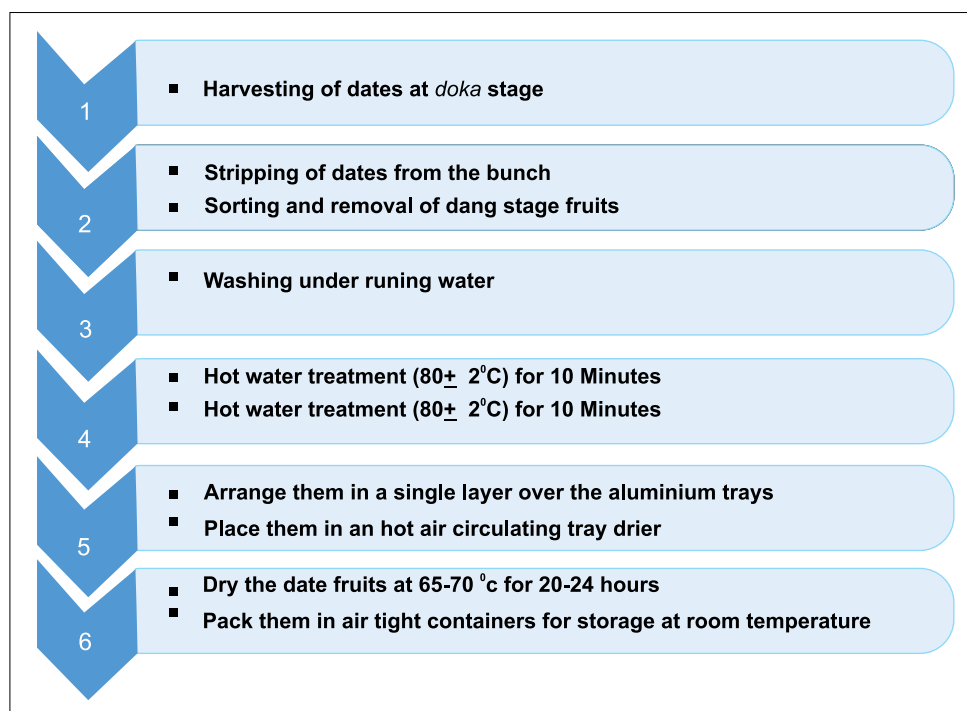 1
▪ Harvesting of dates at doka stage
2
▪ Stripping of dates from the bunch
▪ Sorting and removal of dang stage fruits
3
▪ Washing under runing water
4
▪ Hot water treatment (80± 2⁰C) for 10 Minutes
▪ Hot water treatment (80± 2⁰C) for 10 Minutes
5
▪ Arrange them in a single layer over the aluminium trays
▪ Place them in an hot air circulating tray drier
6
▪ Dry the date fruits at 65-70 ⁰c for 20-24 hours
▪ Pack them in air tight containers for storage at room temperature